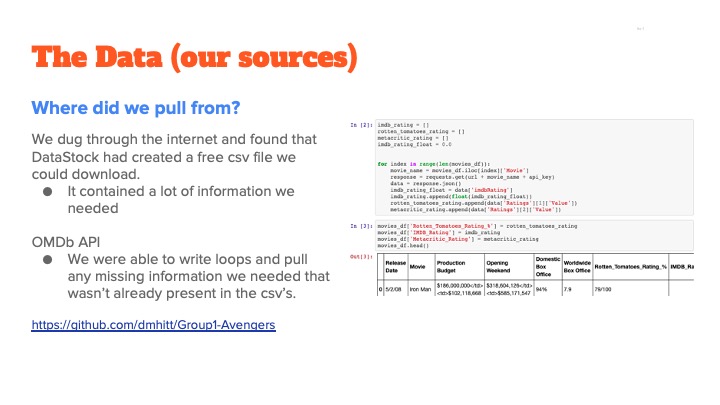 The Data (our sources)
Where did we pull from?
We dug through the internet and found that
DataStock had created a free csv file we
could download.
● It contained a lot of information we
needed
OMDb API
● We were able to write loops and pull
any missing information we needed that
wasn't already present in the csv's.
https://github.com/dmhitt/Group1-Avengers
In [2]: imdb_rating = []
rotten_tomatoes_rating = []
metacritic_rating = []
imdb_rating_float = 0.0
for index in range(len(movies_df)):
movie_name = movies_df.iloc[index]['Movie']
response = requests.get(url + movie_name + api_key)
data = response.json()
imdb_rating_float = data['imdbRating']
imdb_rating.append(float(imdb_rating_float))
rotten_tomatoes_rating.append(data['Ratings'][1]['Value'])
metacritic_rating.append(data['Ratings'][2]['Value'])
In [3]: movies_df['Rotten_Tomatoes_Rating_%'] = rotten_tomatoes_rating
movies_df['IMDB_Rating'] = imdb_rating
movies_df['Metacritic_Rating'] = metacritic_rating
movies_df.head()
Out[3]:
Release Date Movie Production Budget Opening Weekend Domestic Box Office Worldwide Box Office Rotten_Tomatoes_Rating_% IMDB_Ra
0 5/2/08 Iron Man $186,000,000</td> <td>$102,118,668 $318,604,126</td> <td>$585,171,547 94% 7.9 79/100